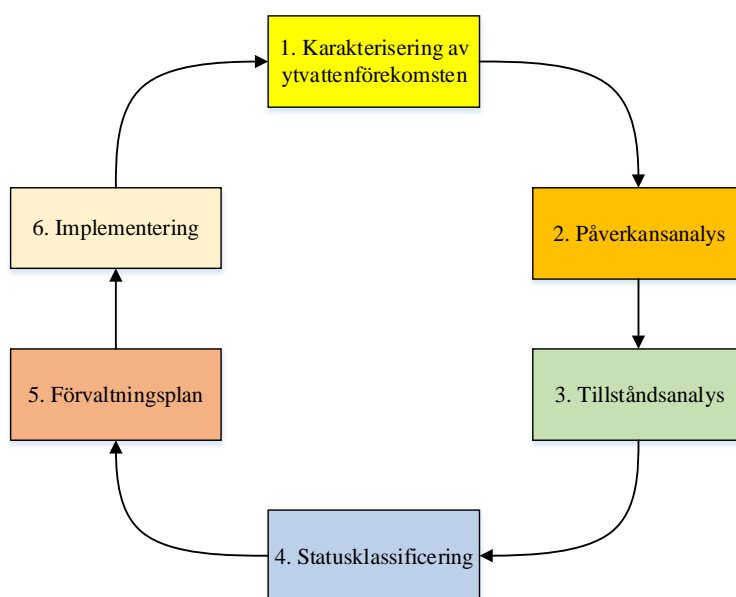 1. Karakterisering av
ytvattenförekomsten
2. Påverkansanalys
3. Tillståndsanalys
4. Statusklassificering
5. Förvaltningsplan
6. Implementering